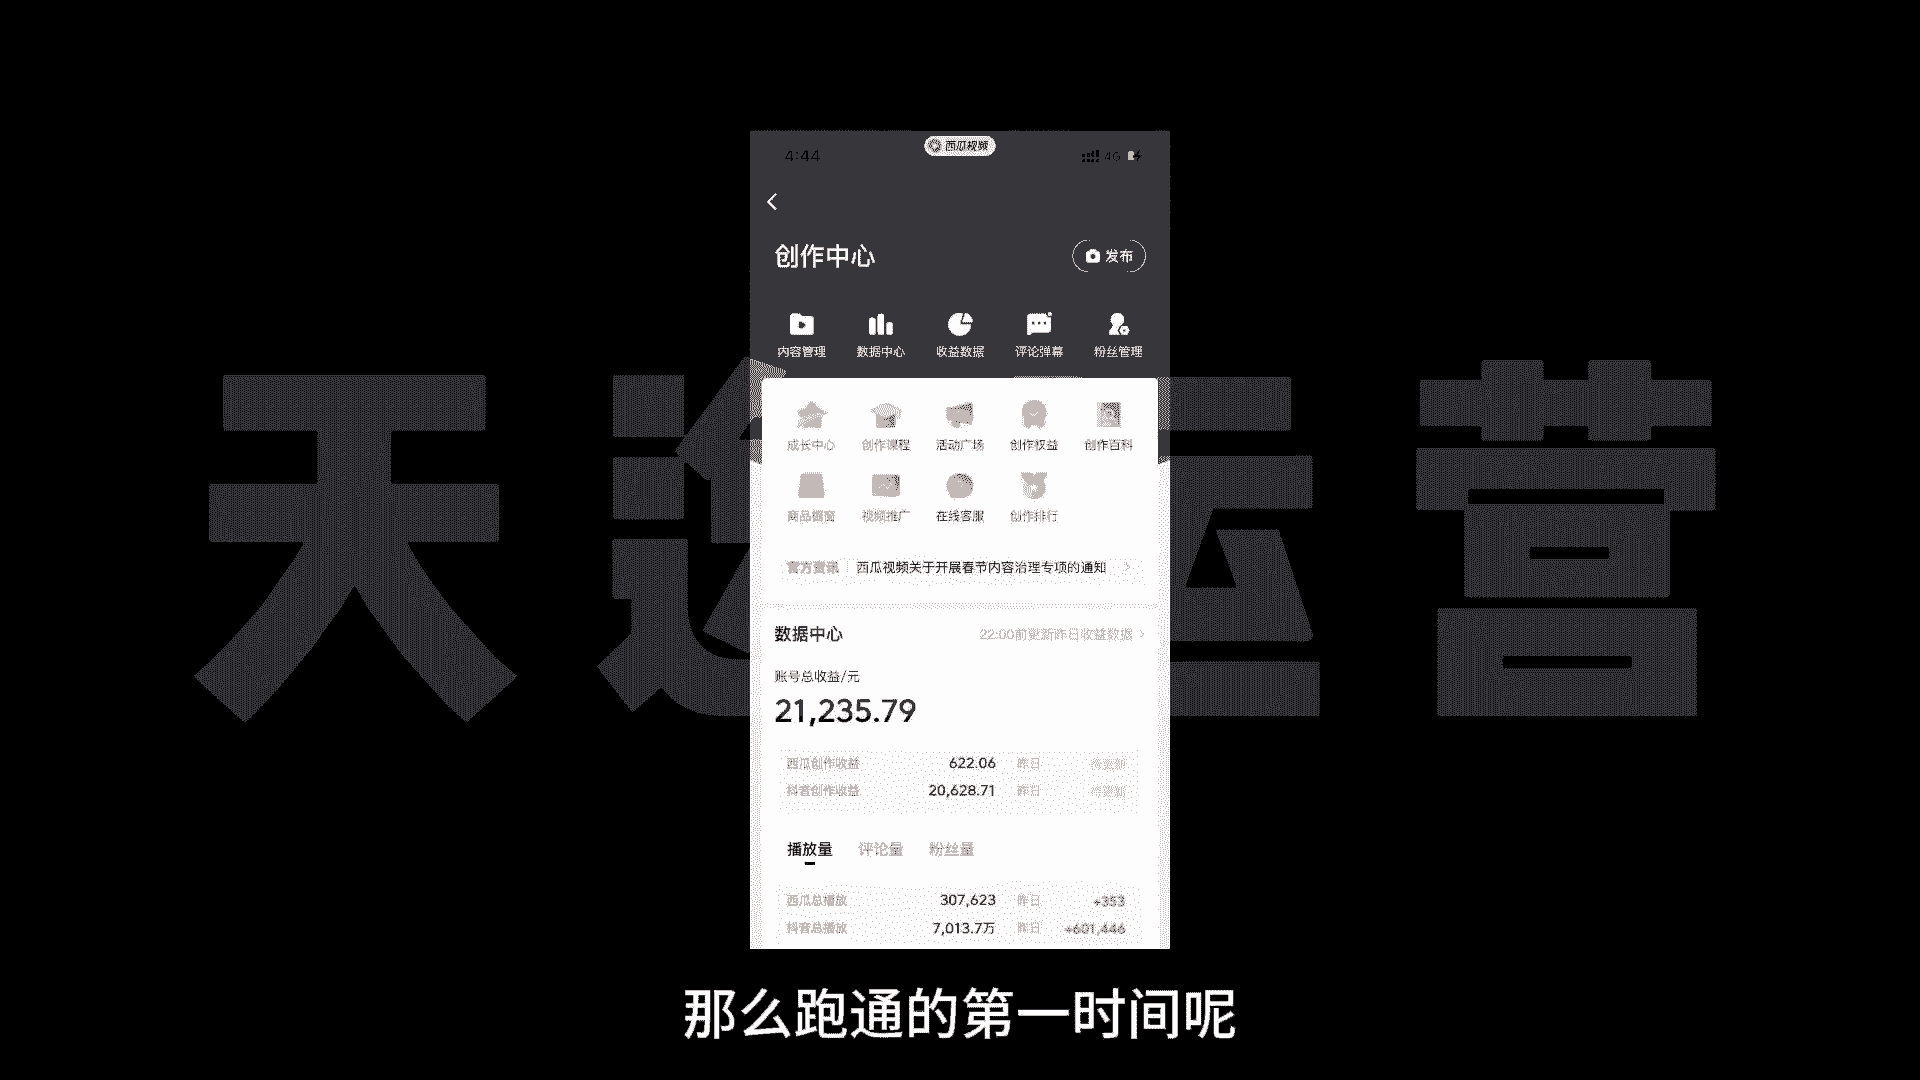 4:44
西瓜视频
4G
创作中心
发布
内容管理 数据中心 收益数据 评论弹幕 粉丝管理
成长中心 创作课程 活动广场 创作权益 创作百科
商品橱窗 视频推广 在线客服 创作排行
官方资讯 西瓜视频关于开展春节内容治理专项的通知
数据中心 22:00前更新昨日收益数据
账号总收益/元
21,235.79
西瓜创作收益 622.06 昨日 待更新
抖音创作收益 20,628.71 昨日 待更新
播放量 评论量 粉丝量
西瓜总播放 307,623 昨日 +353
抖音总播放 7,013.7万 昨日 +601,446
天 运营
那么跑通的第一时间呢